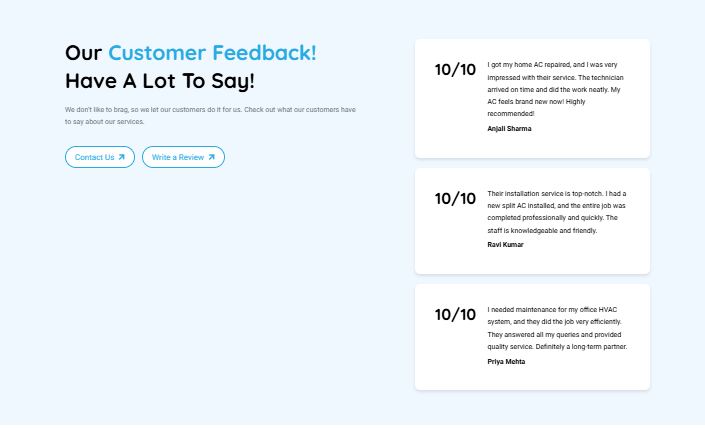 Our Customer Feedback!
Have A Lot To Say!
We don't like to brag, so we let our customers do it for us. Check out what our customers have
to say about our services.
Contact Us
Write a Review
10/10
I got my home AC repaired, and I was very
impressed with their service. The technician
arrived on time and did the work neatly. My
AC feels brand new now! Highly
recommended!
Anjali Sharma
10/10
Their installation service is top-notch. I had a
new split AC installed, and the entire job was
completed professionally and quickly. The
staff is knowledgeable and friendly.
Ravi Kumar
10/10
I needed maintenance for my office HVAC
system, and they did the job very efficiently.
They answered all my queries and provided
quality service. Definitely a long-term partner.
Priya Mehta